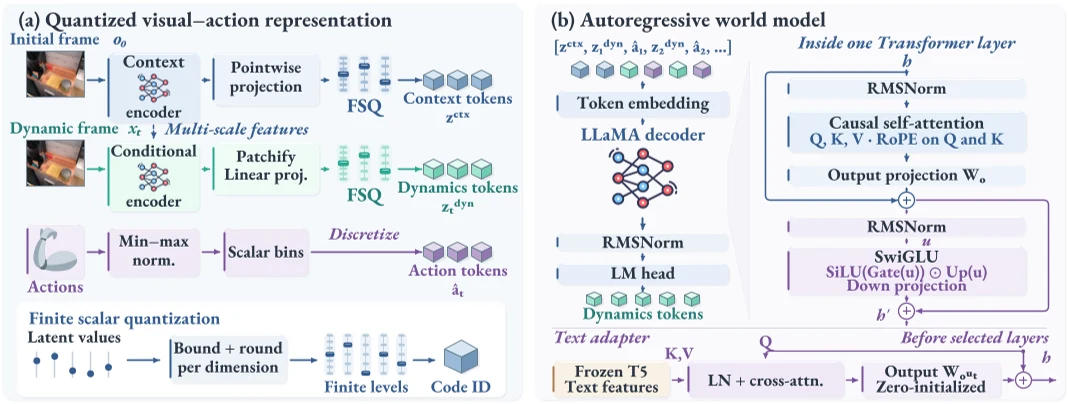 (a) Quantized visual–action representation
Initial frame o₀
Context
encoder
Pointwise
projection
FSQ
Context tokens
zᶜᵗˣ
Dynamic frame xₜ
Multi-scale features
Conditional
encoder
Patchify
Linear proj.
FSQ
Dynamics tokens
zₜᵈʸⁿ
Actions
Min–max
norm.
Scalar bins
Discretize
Action tokens
âₜ
Finite scalar quantization
Latent values
Bound + round
per dimension
Finite levels
Code ID
(b) Autoregressive world model
[zᶜᵗˣ, z₁ᵈʸⁿ, â₁, z₂ᵈʸⁿ, â₂, ...]
Token embedding
LLaMA decoder
RMSNorm
LM head
Dynamics tokens
Inside one Transformer layer
h
RMSNorm
Causal self-attention
Q, K, V · RoPE on Q and K
Output projection Wₒ
+
RMSNorm
u
SwiGLU
SiLU(Gate(u)) ⊙ Up(u)
Down projection
h′
+
Text adapter
Before selected layers
Frozen T5
Text features
K,V
Q
LN + cross-attn.
Output Wₒᵤₜ
Zero-initialized
+
h